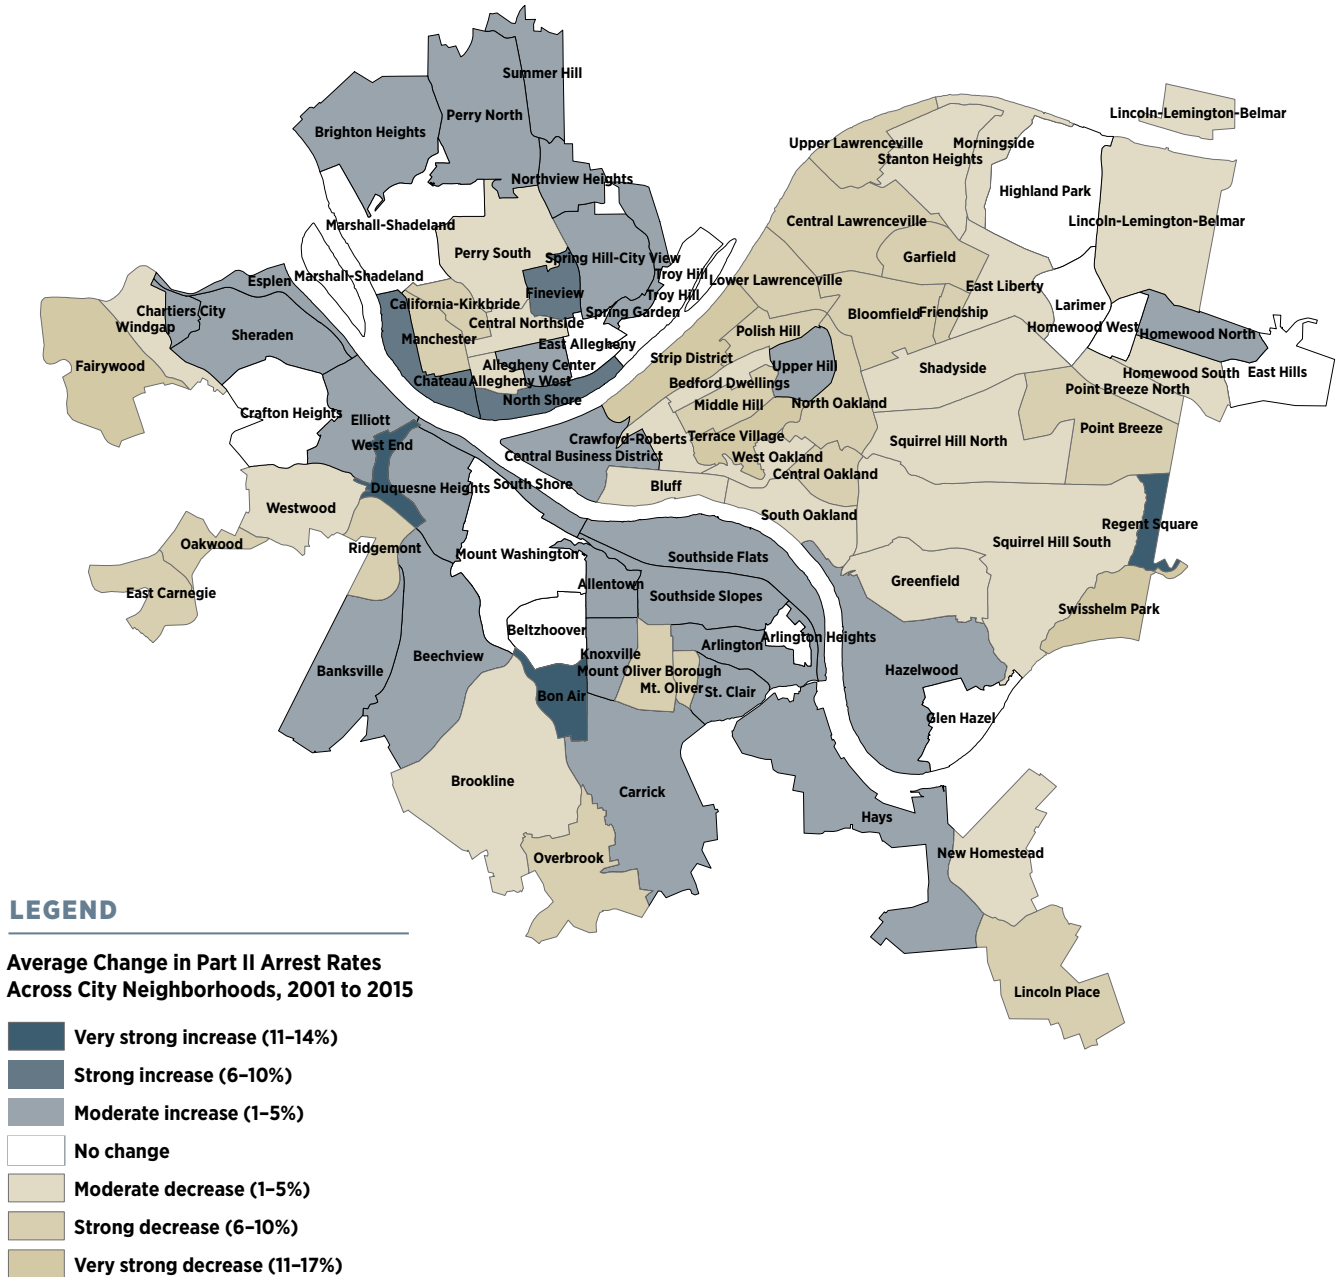 Summer Hill
Perry North
Brighton Heights
Lincoln-Lemington-Belmar
Upper Lawrenceville
Morningside
Stanton Heights
Northview Heights
Highland Park
Marshall-Shadeland
Central Lawrenceville
Lincoln-Lemington-Belmar
Perry South
Spring Hill-City View
Garfield
Troy Hill
Marshall-Shadeland
Esplen
Lower Lawrenceville
East Liberty
Fineview
Troy Hill
California-Kirkbride
Larimer
Chartiers City
Spring Garden
Bloomfield
Friendship
Windgap
Central Northside
Homewood West
Sheraden
Polish Hill
Homewood North
Manchester
East Allegheny
Strip District
Fairywood
Allegheny Center
Upper Hill
Shadyside
Homewood South
East Hills
Chateau
Allegheny West
Bedford Dwellings
Point Breeze North
North Shore
Middle Hill
North Oakland
Crafton Heights
Elliott
Point Breeze
Crawford-Roberts
Terrace Village
Squirrel Hill North
West End
Central Business District
West Oakland
Central Oakland
Duquesne Heights
South Shore
Bluff
Westwood
South Oakland
Regent Square
Oakwood
Ridgemont
Squirrel Hill South
Mount Washington
Southside Flats
Greenfield
Allentown
East Carnegie
Southside Slopes
Swisshelm Park
Beltzhoover
Arlington Heights
Arlington
Knoxville
Beechview
Banksville
Mount Oliver Borough
Hazelwood
Mt. Oliver
St. Clair
Bon Air
Glen Hazel
Brookline
Carrick
Hays
New Homestead
Overbrook
Lincoln Place
LEGEND
Average Change in Part II Arrest Rates
Across City Neighborhoods, 2001 to 2015
Very strong increase (11–14%)
Strong increase (6–10%)
Moderate increase (1–5%)
No change
Moderate decrease (1–5%)
Strong decrease (6–10%)
Very strong decrease (11–17%)